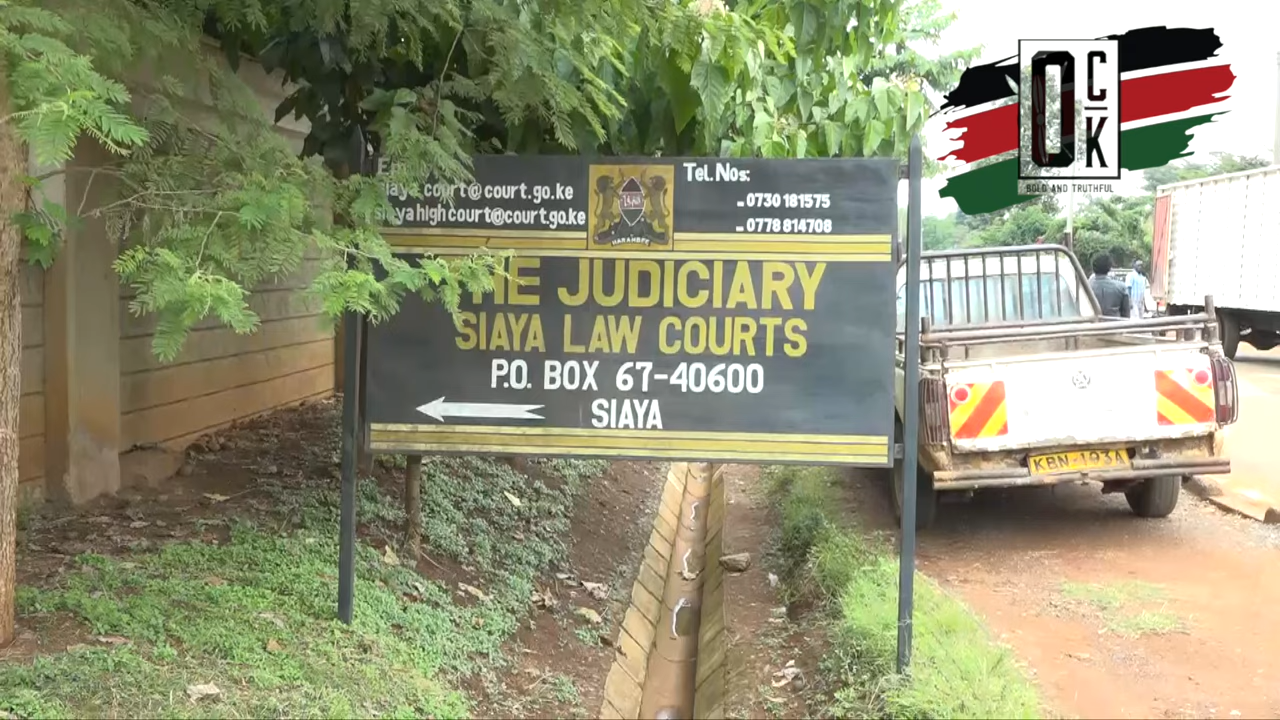 court@court.go.ke
siayahighcourt@court.go.ke
HARAMBEE
Tel. Nos:
- 0730 181575
- 0778 814708
THE JUDICIARY
SIAYA LAW COURTS
P.O. BOX 67-40600
SIAYA
KBN-193A
OCK
BOLD AND TRUTHFUL